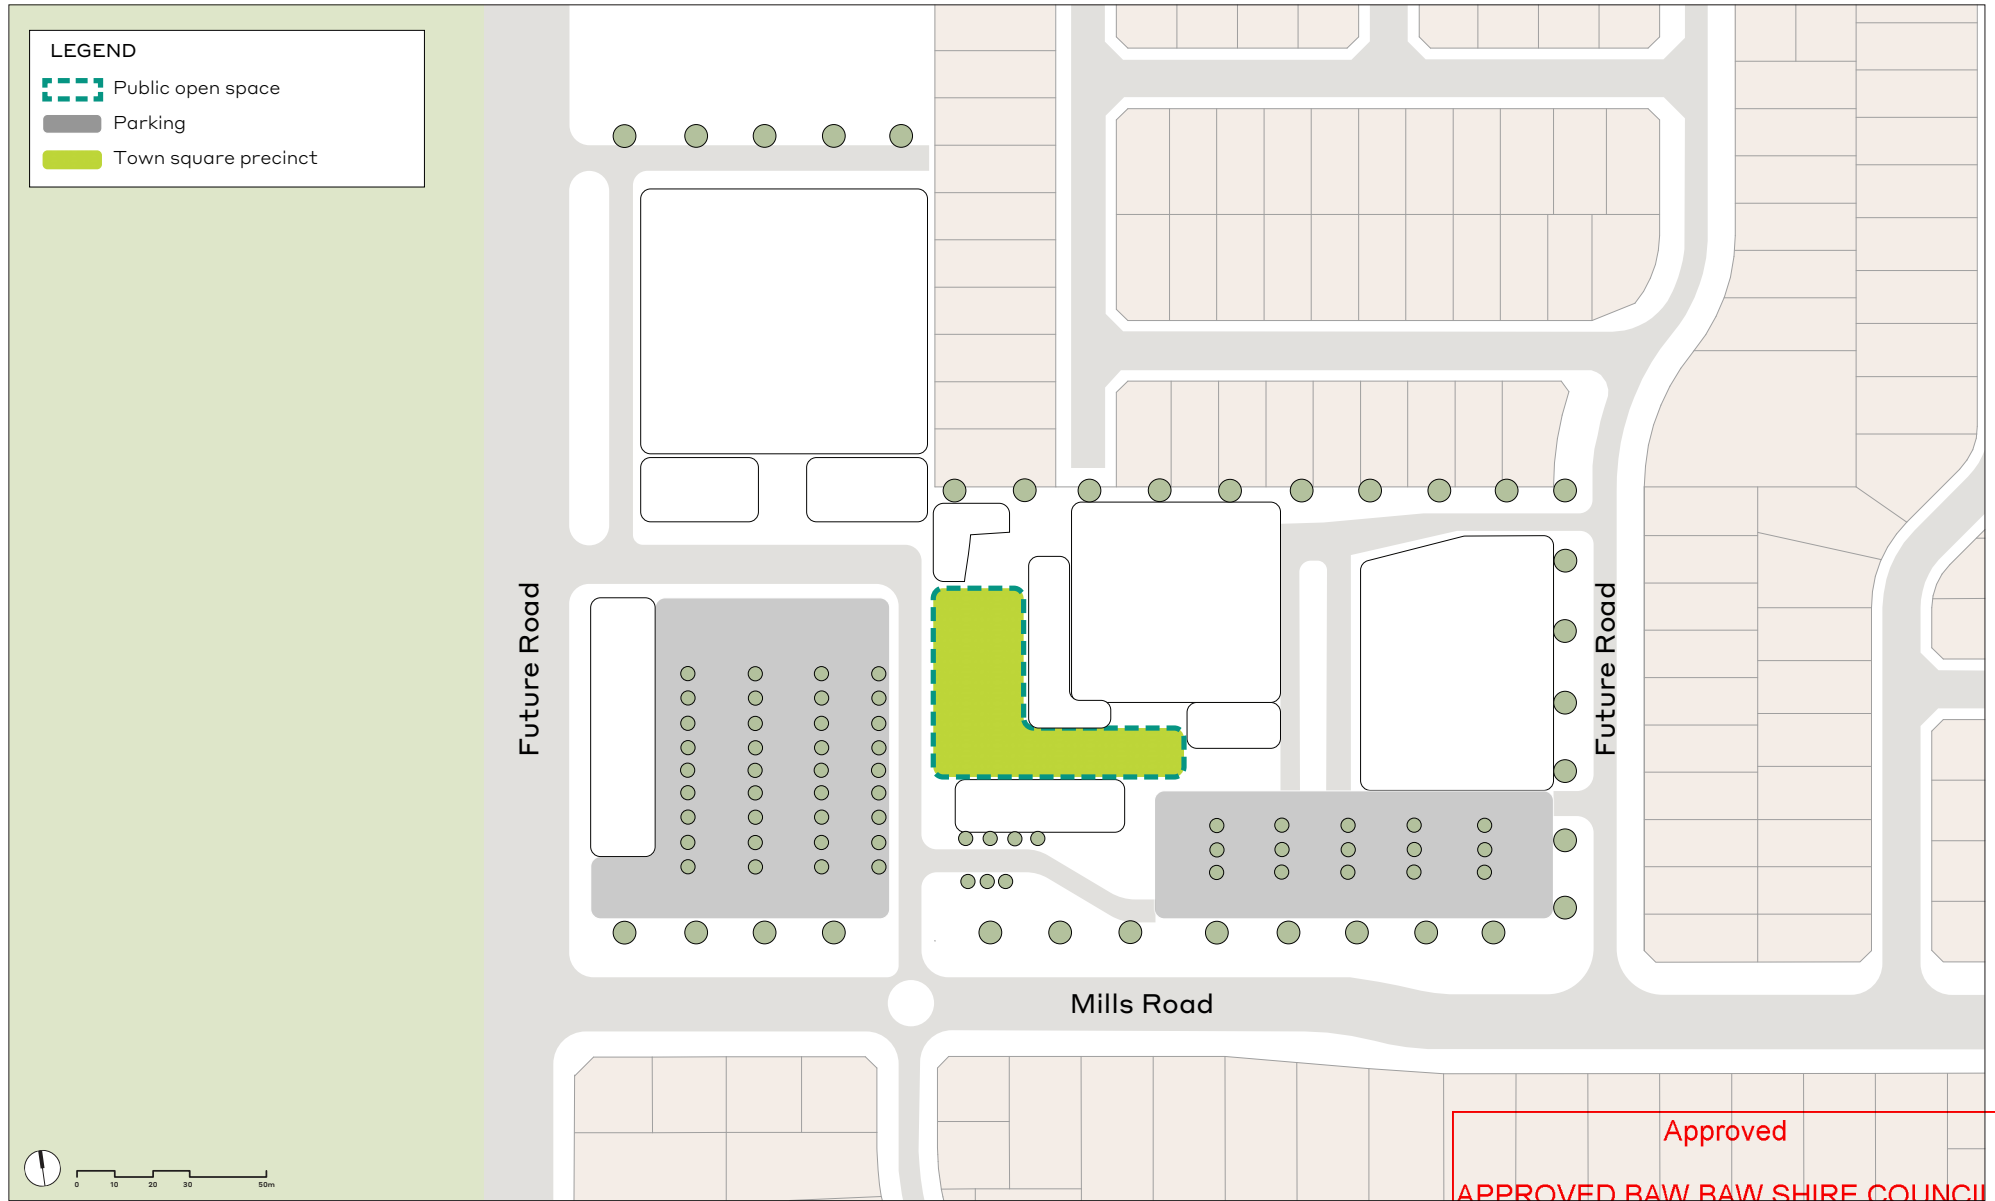 LEGEND
Public open space
Parking
Town square precinct
Future Road
Future Road
Mills Road
0 10 20 30 50m
Approved
APPROVED BAW BAW SHIRE COUNCIL